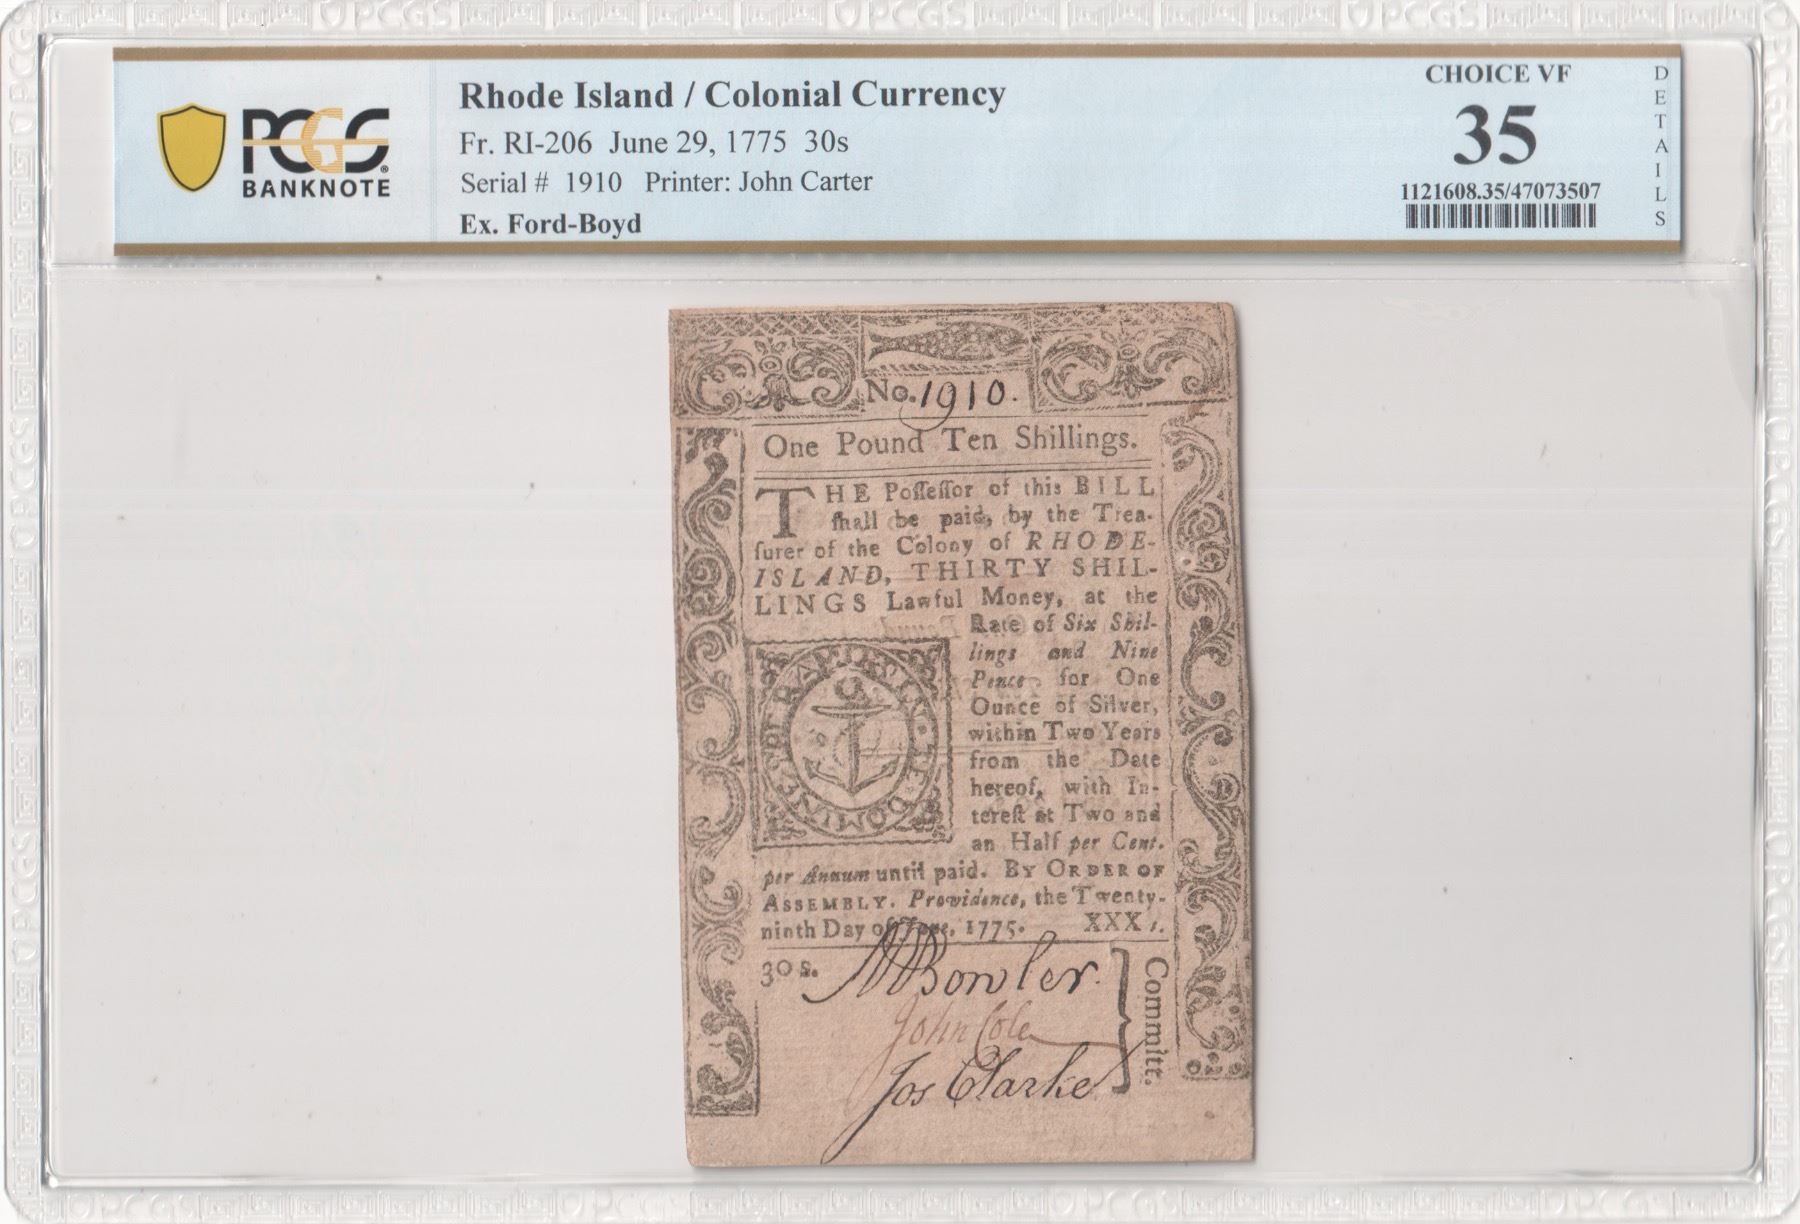 PCGS
BANKNOTE
Rhode Island / Colonial Currency
Fr. RI-206 June 29, 1775 30s
Serial # 1910 Printer: John Carter
Ex. Ford-Boyd
CHOICE VF
35
1121608.35/47073507
DETAILS
No. 1910.
One Pound Ten Shillings.
THE Poſſeſſor of this BILL
ſhall be paid, by the Trea-
ſurer of the Colony of RHODE-
ISLAND, THIRTY SHIL-
LINGS Lawful Money, at the
Rate of Six Shil-
lings and Nine
Pence for One
Ounce of Silver,
within Two Years
from the Date
hereof, with In-
tereſt at Two and
an Half per Cent.
per Annum until paid. BY ORDER OF
ASSEMBLY. Providence, the Twenty-
ninth Day of June, 1775. XXX s.
IN TE DOMINE SPERAMUS
30 s.
M Bowler.
John Cole
Jos Clarke
Committ.